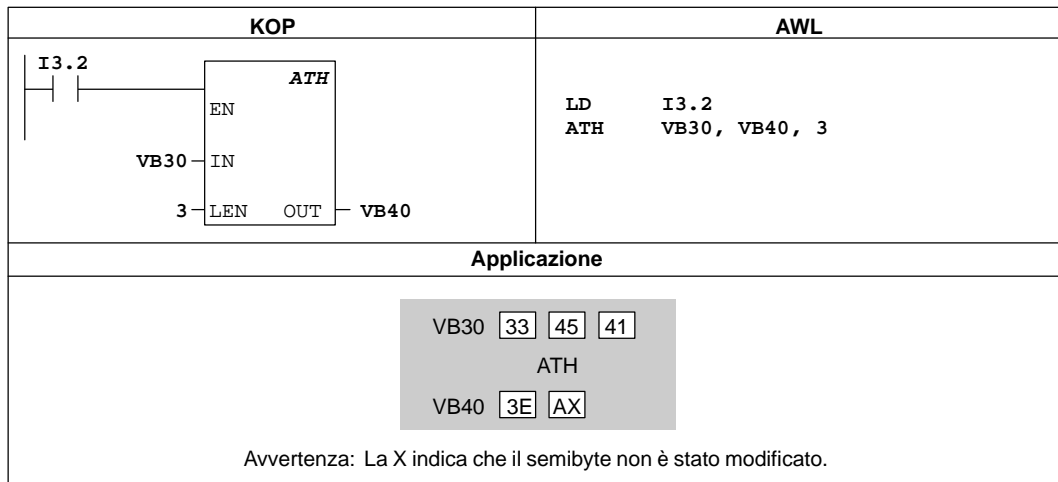 KOP
AWL
I3.2
ATH
EN
VB30 IN
3 LEN OUT VB40
LD I3.2
ATH VB30, VB40, 3
Applicazione
VB30 33 45 41
ATH
VB40 3E AX
Avvertenza: La X indica che il semibyte non è stato modificato.